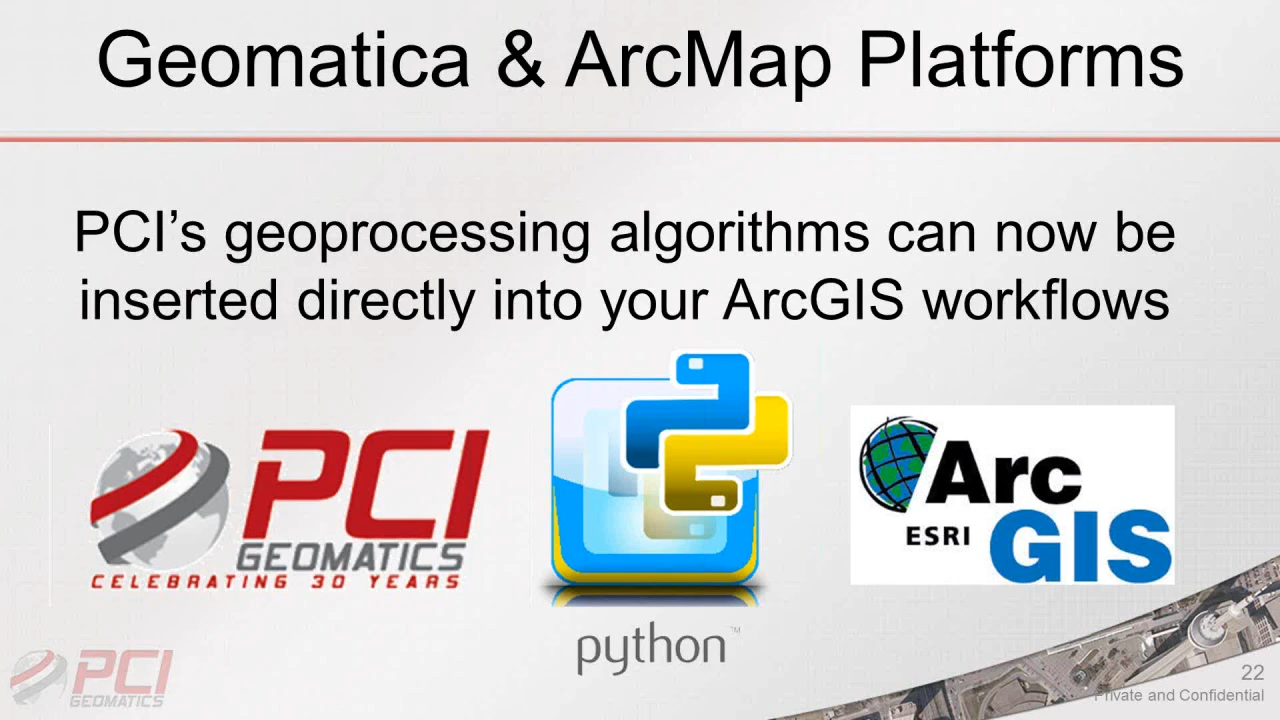 Geomatica & ArcMap Platforms
PCI’s geoprocessing algorithms can now be
inserted directly into your ArcGIS workflows
PCI
GEOMATICS
CELEBRATING 30 YEARS
python™
Arc
ESRI
GIS
PCI
GEOMATICS
22
Private and Confidential